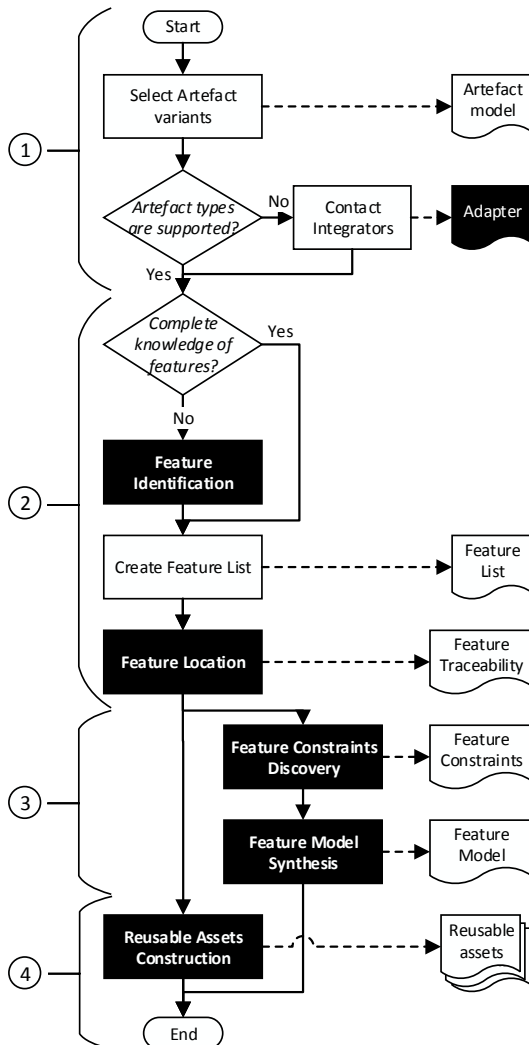 Start
Select Artefact
variants
Artefact
model
1
Artefact types
are supported?
No
Contact
Integrators
Adapter
Yes
Complete
knowledge of
features?
Yes
No
Feature
Identification
2
Create Feature List
Feature
List
Feature Location
Feature
Traceability
Feature Constraints
Discovery
Feature
Constraints
3
Feature Model
Synthesis
Feature
Model
Reusable Assets
Construction
Reusable
assets
4
End